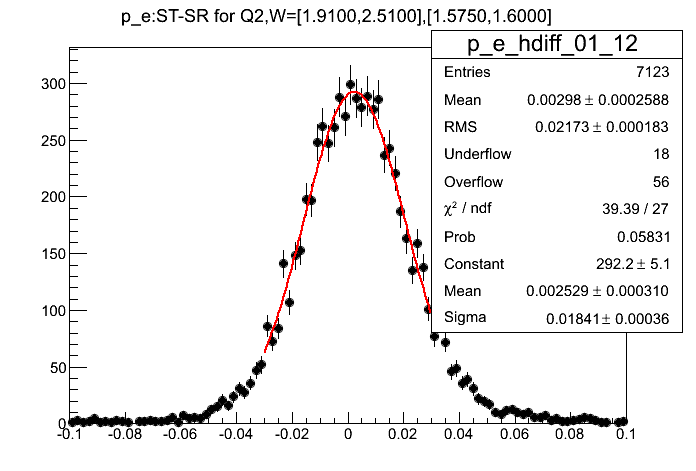 p_e:ST-SR for Q2,W=[1.9100,2.5100],[1.5750,1.6000]
p_e_hdiff_01_12
Entries 7123
Mean 0.00298 ± 0.0002588
RMS 0.02173 ± 0.000183
Underflow 18
Overflow 56
χ² / ndf 39.39 / 27
Prob 0.05831
Constant 292.2 ± 5.1
Mean 0.002529 ± 0.000310
Sigma 0.01841 ± 0.00036
300
250
200
150
100
50
0
-0.1 -0.08 -0.06 -0.04 -0.02 0 0.02 0.04 0.06 0.08 0.1